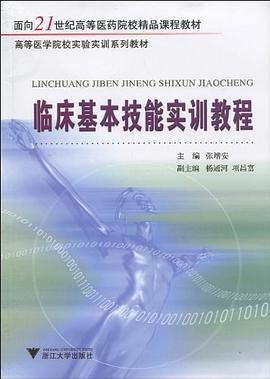 面向21世纪高等医药院校精品课程教材
高等医学院校实验实训系列教材
LINCHUANG JIBEN JINENG SHIXUN JIAOCHENG
临床基本技能实训教程
主 编 张增安
副主编 杨通河 项昌富
浙江大学出版社